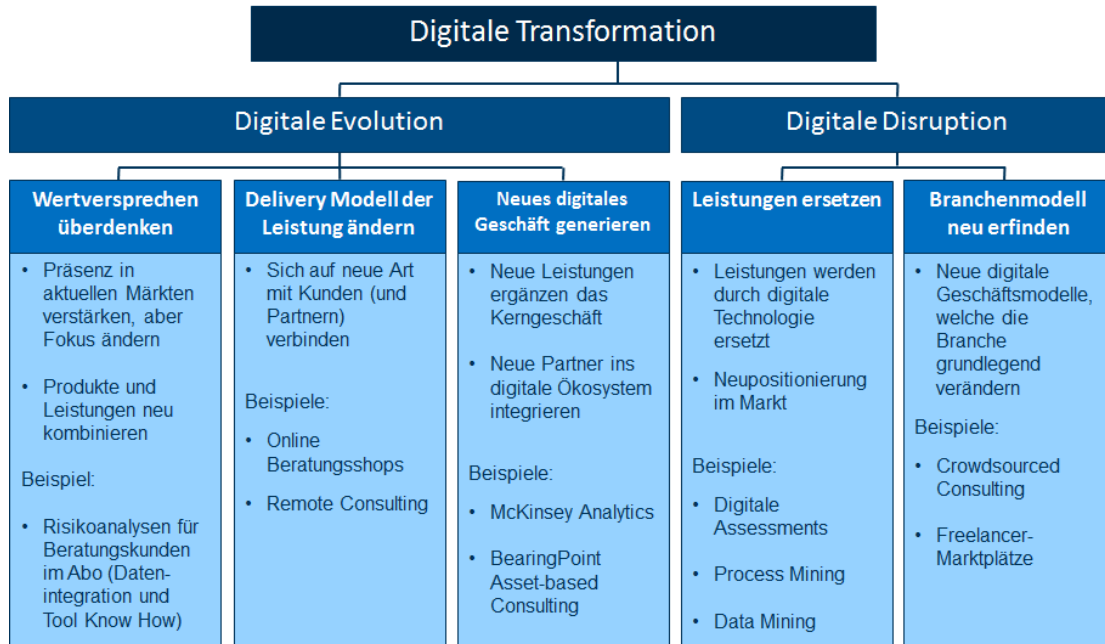 Digitale Transformation
Digitale Evolution
Digitale Disruption
Wertversprechen
überdenken
• Präsenz in
aktuellen Märkten
verstärken, aber
Fokus ändern
• Produkte und
Leistungen neu
kombinieren
Beispiel:
• Risikoanalysen für
Beratungskunden
im Abo (Daten-
integration und
Tool Know How)
Delivery Modell der
Leistung ändern
• Sich auf neue Art
mit Kunden (und
Partnern)
verbinden
Beispiele:
• Online
Beratungsshops
• Remote Consulting
Neues digitales
Geschäft generieren
• Neue Leistungen
ergänzen das
Kerngeschäft
• Neue Partner ins
digitale Ökosystem
integrieren
Beispiele:
• McKinsey Analytics
• BearingPoint
Asset-based
Consulting
Leistungen ersetzen
• Leistungen werden
durch digitale
Technologie
ersetzt
• Neupositionierung
im Markt
Beispiele:
• Digitale
Assessments
• Process Mining
• Data Mining
Branchenmodell
neu erfinden
• Neue digitale
Geschäftsmodelle,
welche die
Branche
grundlegend
verändern
Beispiele:
• Crowdsourced
Consulting
• Freelancer-
Marktplätze